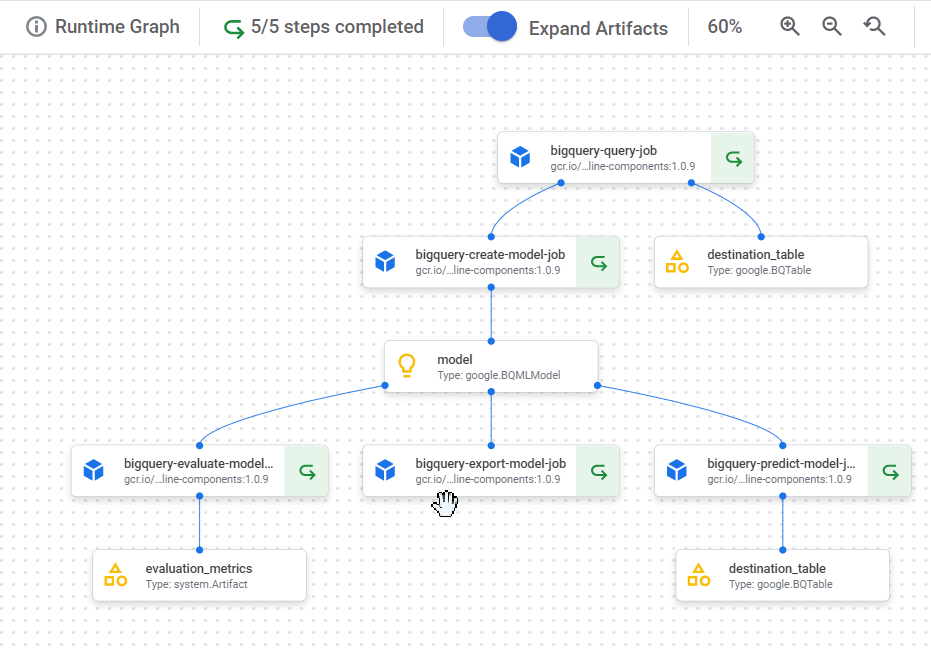 Runtime Graph
5/5 steps completed
Expand Artifacts
60%
bigquery-query-job
gcr.io/...line-components:1.0.9
bigquery-create-model-job
gcr.io/...line-components:1.0.9
destination_table
Type: google.BQTable
model
Type: google.BQMLModel
bigquery-evaluate-model...
gcr.io/...line-components:1.0.9
bigquery-export-model-job
gcr.io/...line-components:1.0.9
bigquery-predict-model-j...
gcr.io/...line-components:1.0.9
evaluation_metrics
Type: system.Artifact
destination_table
Type: google.BQTable